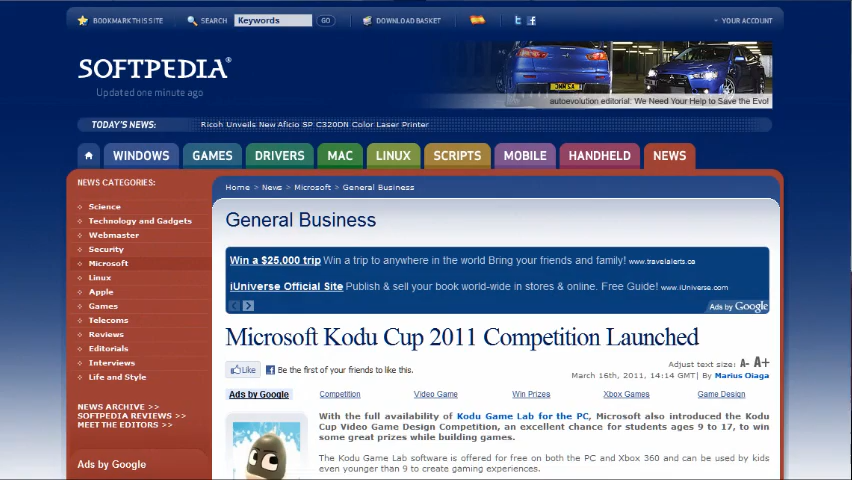 BOOKMARK THIS SITE SEARCH Keywords GO DOWNLOAD BASKET YOUR ACCOUNT
SOFTPEDIA®
Updated one minute ago
autoevolution editorial: We Need Your Help to Save the Evo!
TODAY'S NEWS: Ricoh Unveils New Aficio SP C320DN Color Laser Printer
WINDOWS GAMES DRIVERS MAC LINUX SCRIPTS MOBILE HANDHELD NEWS
NEWS CATEGORIES:
Science
Technology and Gadgets
Webmaster
Security
Microsoft
Linux
Apple
Games
Telecoms
Reviews
Editorials
Interviews
Life and Style
NEWS ARCHIVE >>
SOFTPEDIA REVIEWS >>
MEET THE EDITORS >>
Ads by Google
Home > News > Microsoft > General Business
General Business
Win a $25,000 trip Win a trip to anywhere in the world Bring your friends and family! www.travelalerts.ca
iUniverse Official Site Publish & sell your book world-wide in stores & online. Free Guide! www.iUniverse.com
Ads by Google
Microsoft Kodu Cup 2011 Competition Launched
Like Be the first of your friends to like this.
Adjust text size: A- A+
March 16th, 2011, 14:14 GMT| By Marius Oiaga
Ads by Google Competition Video Game Win Prizes Xbox Games Game Design
With the full availability of Kodu Game Lab for the PC, Microsoft also introduced the Kodu
Cup Video Game Design Competition, an excellent chance for students ages 9 to 17, to win
some great prizes while building games.
The Kodu Game Lab software is offered for free on both the PC and Xbox 360 and can be used by kids
even younger than 9 to create gaming experiences.